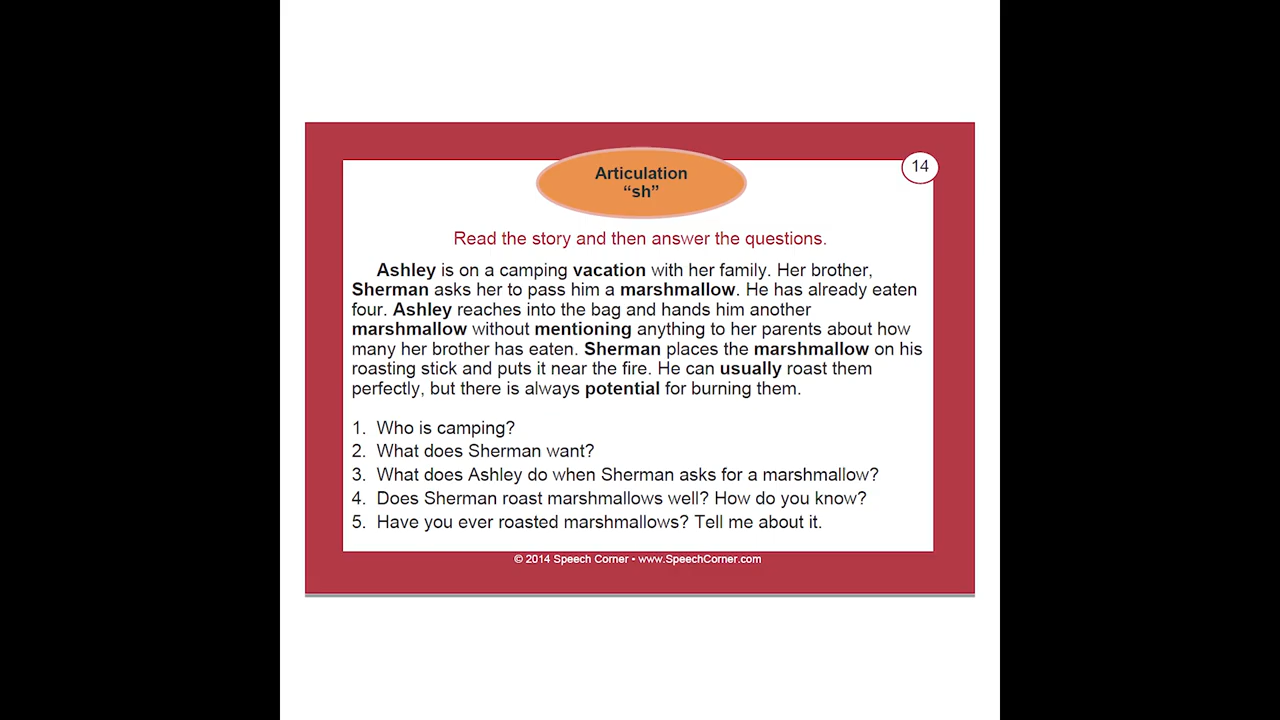 Articulation
“sh”
14
Read the story and then answer the questions.
Ashley is on a camping vacation with her family. Her brother,
Sherman asks her to pass him a marshmallow. He has already eaten
four. Ashley reaches into the bag and hands him another
marshmallow without mentioning anything to her parents about how
many her brother has eaten. Sherman places the marshmallow on his
roasting stick and puts it near the fire. He can usually roast them
perfectly, but there is always potential for burning them.
1. Who is camping?
2. What does Sherman want?
3. What does Ashley do when Sherman asks for a marshmallow?
4. Does Sherman roast marshmallows well? How do you know?
5. Have you ever roasted marshmallows? Tell me about it.
© 2014 Speech Corner - www.SpeechCorner.com